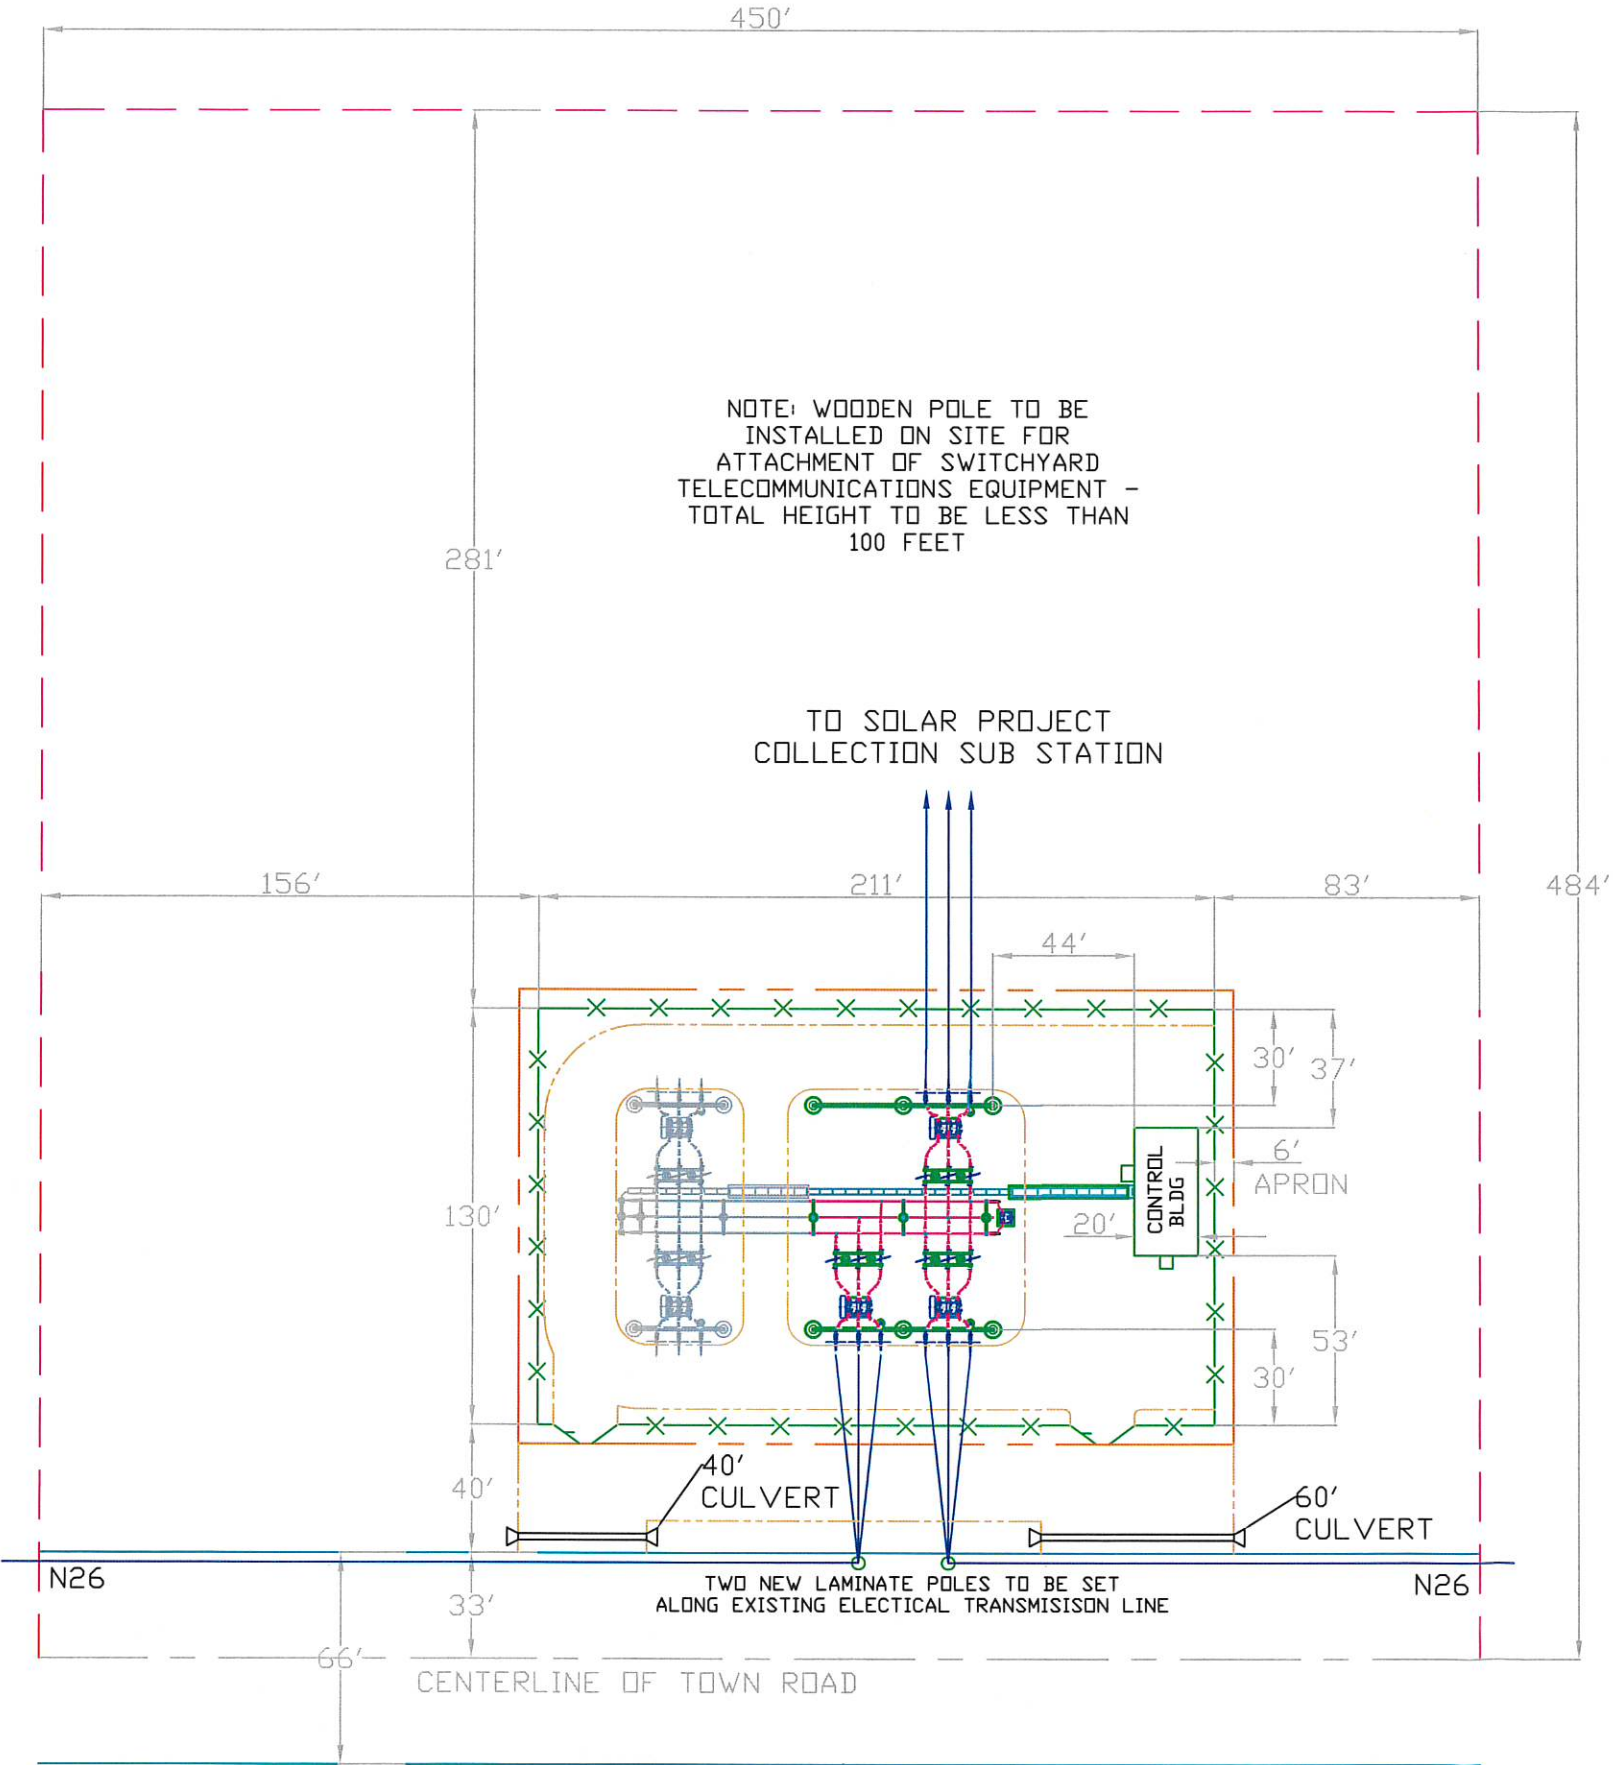 450'
NOTE: WOODEN POLE TO BE
INSTALLED ON SITE FOR
ATTACHMENT OF SWITCHYARD
TELECOMMUNICATIONS EQUIPMENT -
TOTAL HEIGHT TO BE LESS THAN
100 FEET
281'
TO SOLAR PROJECT
COLLECTION SUB STATION
156'
211'
83'
484'
44'
30'
37'
6'
APRON
CONTROL
BLDG
20'
130'
53'
30'
40'
CULVERT
40'
60'
CULVERT
N26
TWO NEW LAMINATE POLES TO BE SET
ALONG EXISTING ELECTICAL TRANSMISISON LINE
N26
33'
66'
CENTERLINE OF TOWN ROAD